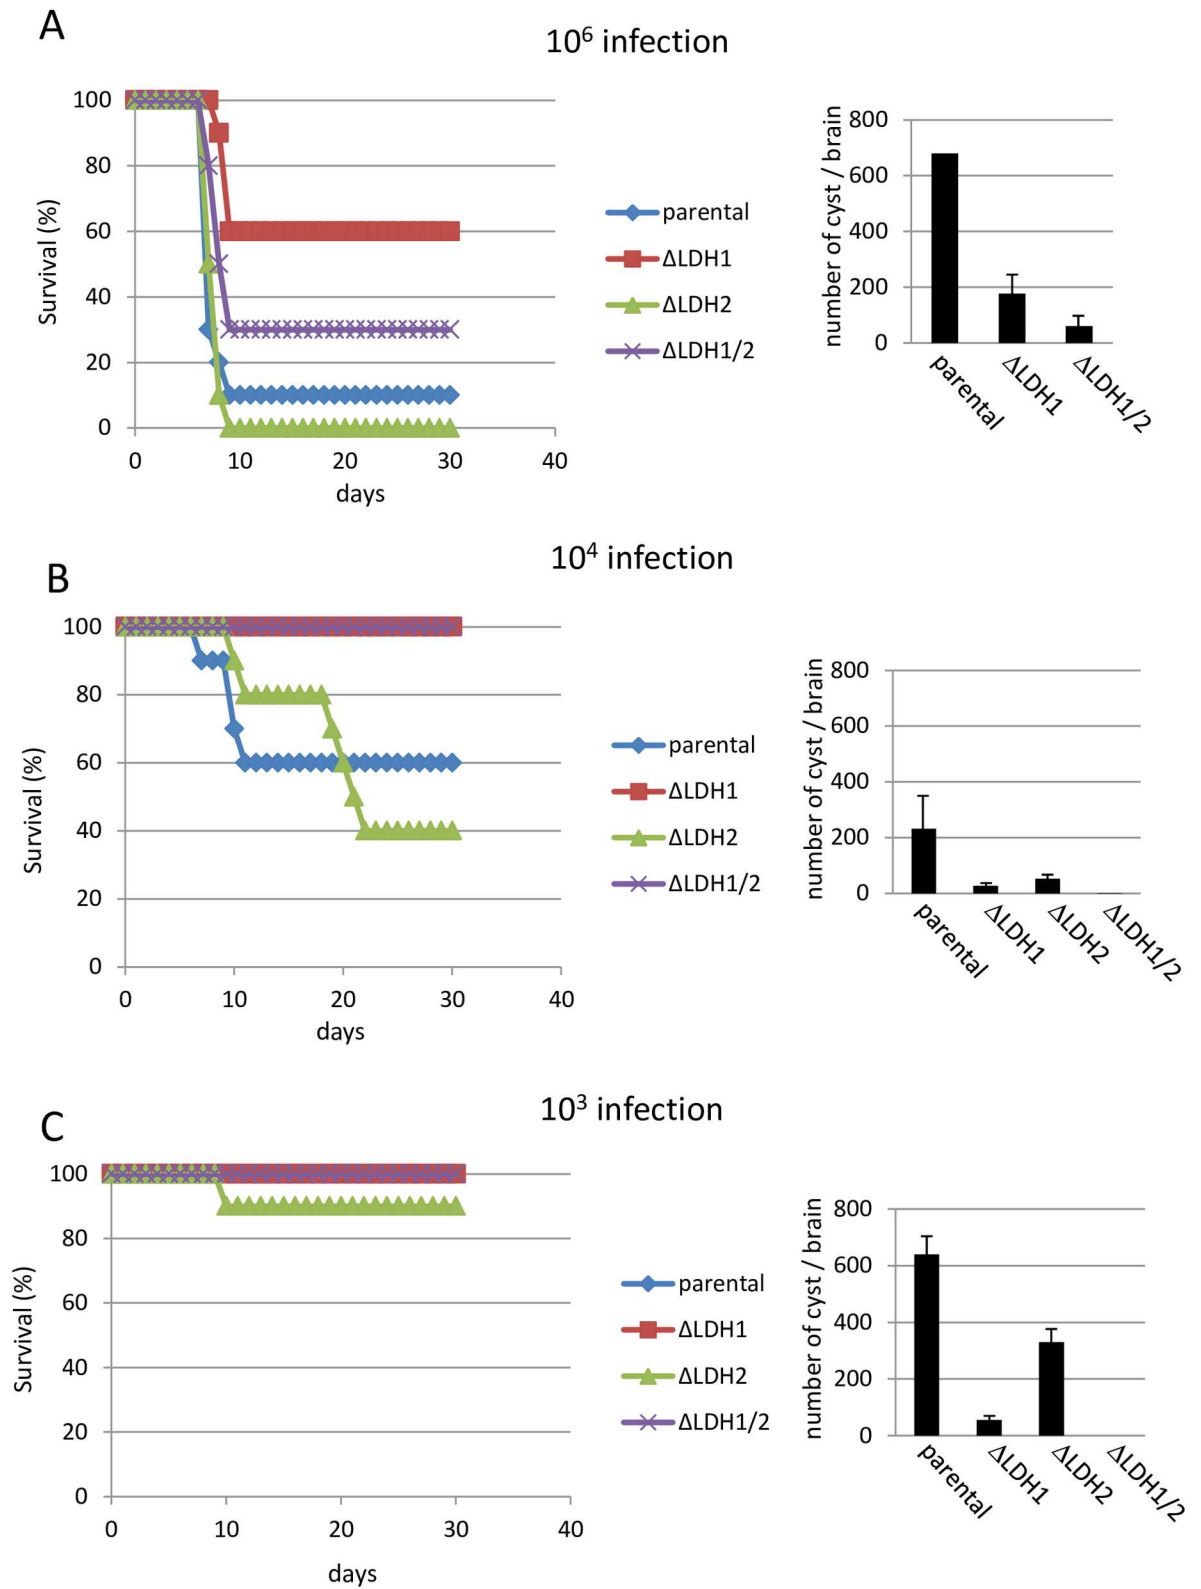 A
10⁶ infection
100
80
60
40
20
0
Survival (%)
0 10 20 30 40
days
parental
ΔLDH1
ΔLDH2
ΔLDH1/2
800
600
400
200
0
number of cyst / brain
parental
ΔLDH1
ΔLDH1/2
B
10⁴ infection
100
80
60
40
20
0
Survival (%)
0 10 20 30 40
days
parental
ΔLDH1
ΔLDH2
ΔLDH1/2
800
600
400
200
0
number of cyst / brain
parental
ΔLDH1
ΔLDH2
ΔLDH1/2
C
10³ infection
100
80
60
40
20
0
Survival (%)
0 10 20 30 40
days
parental
ΔLDH1
ΔLDH2
ΔLDH1/2
800
600
400
200
0
number of cyst / brain
parental
ΔLDH1
ΔLDH2
ΔLDH1/2